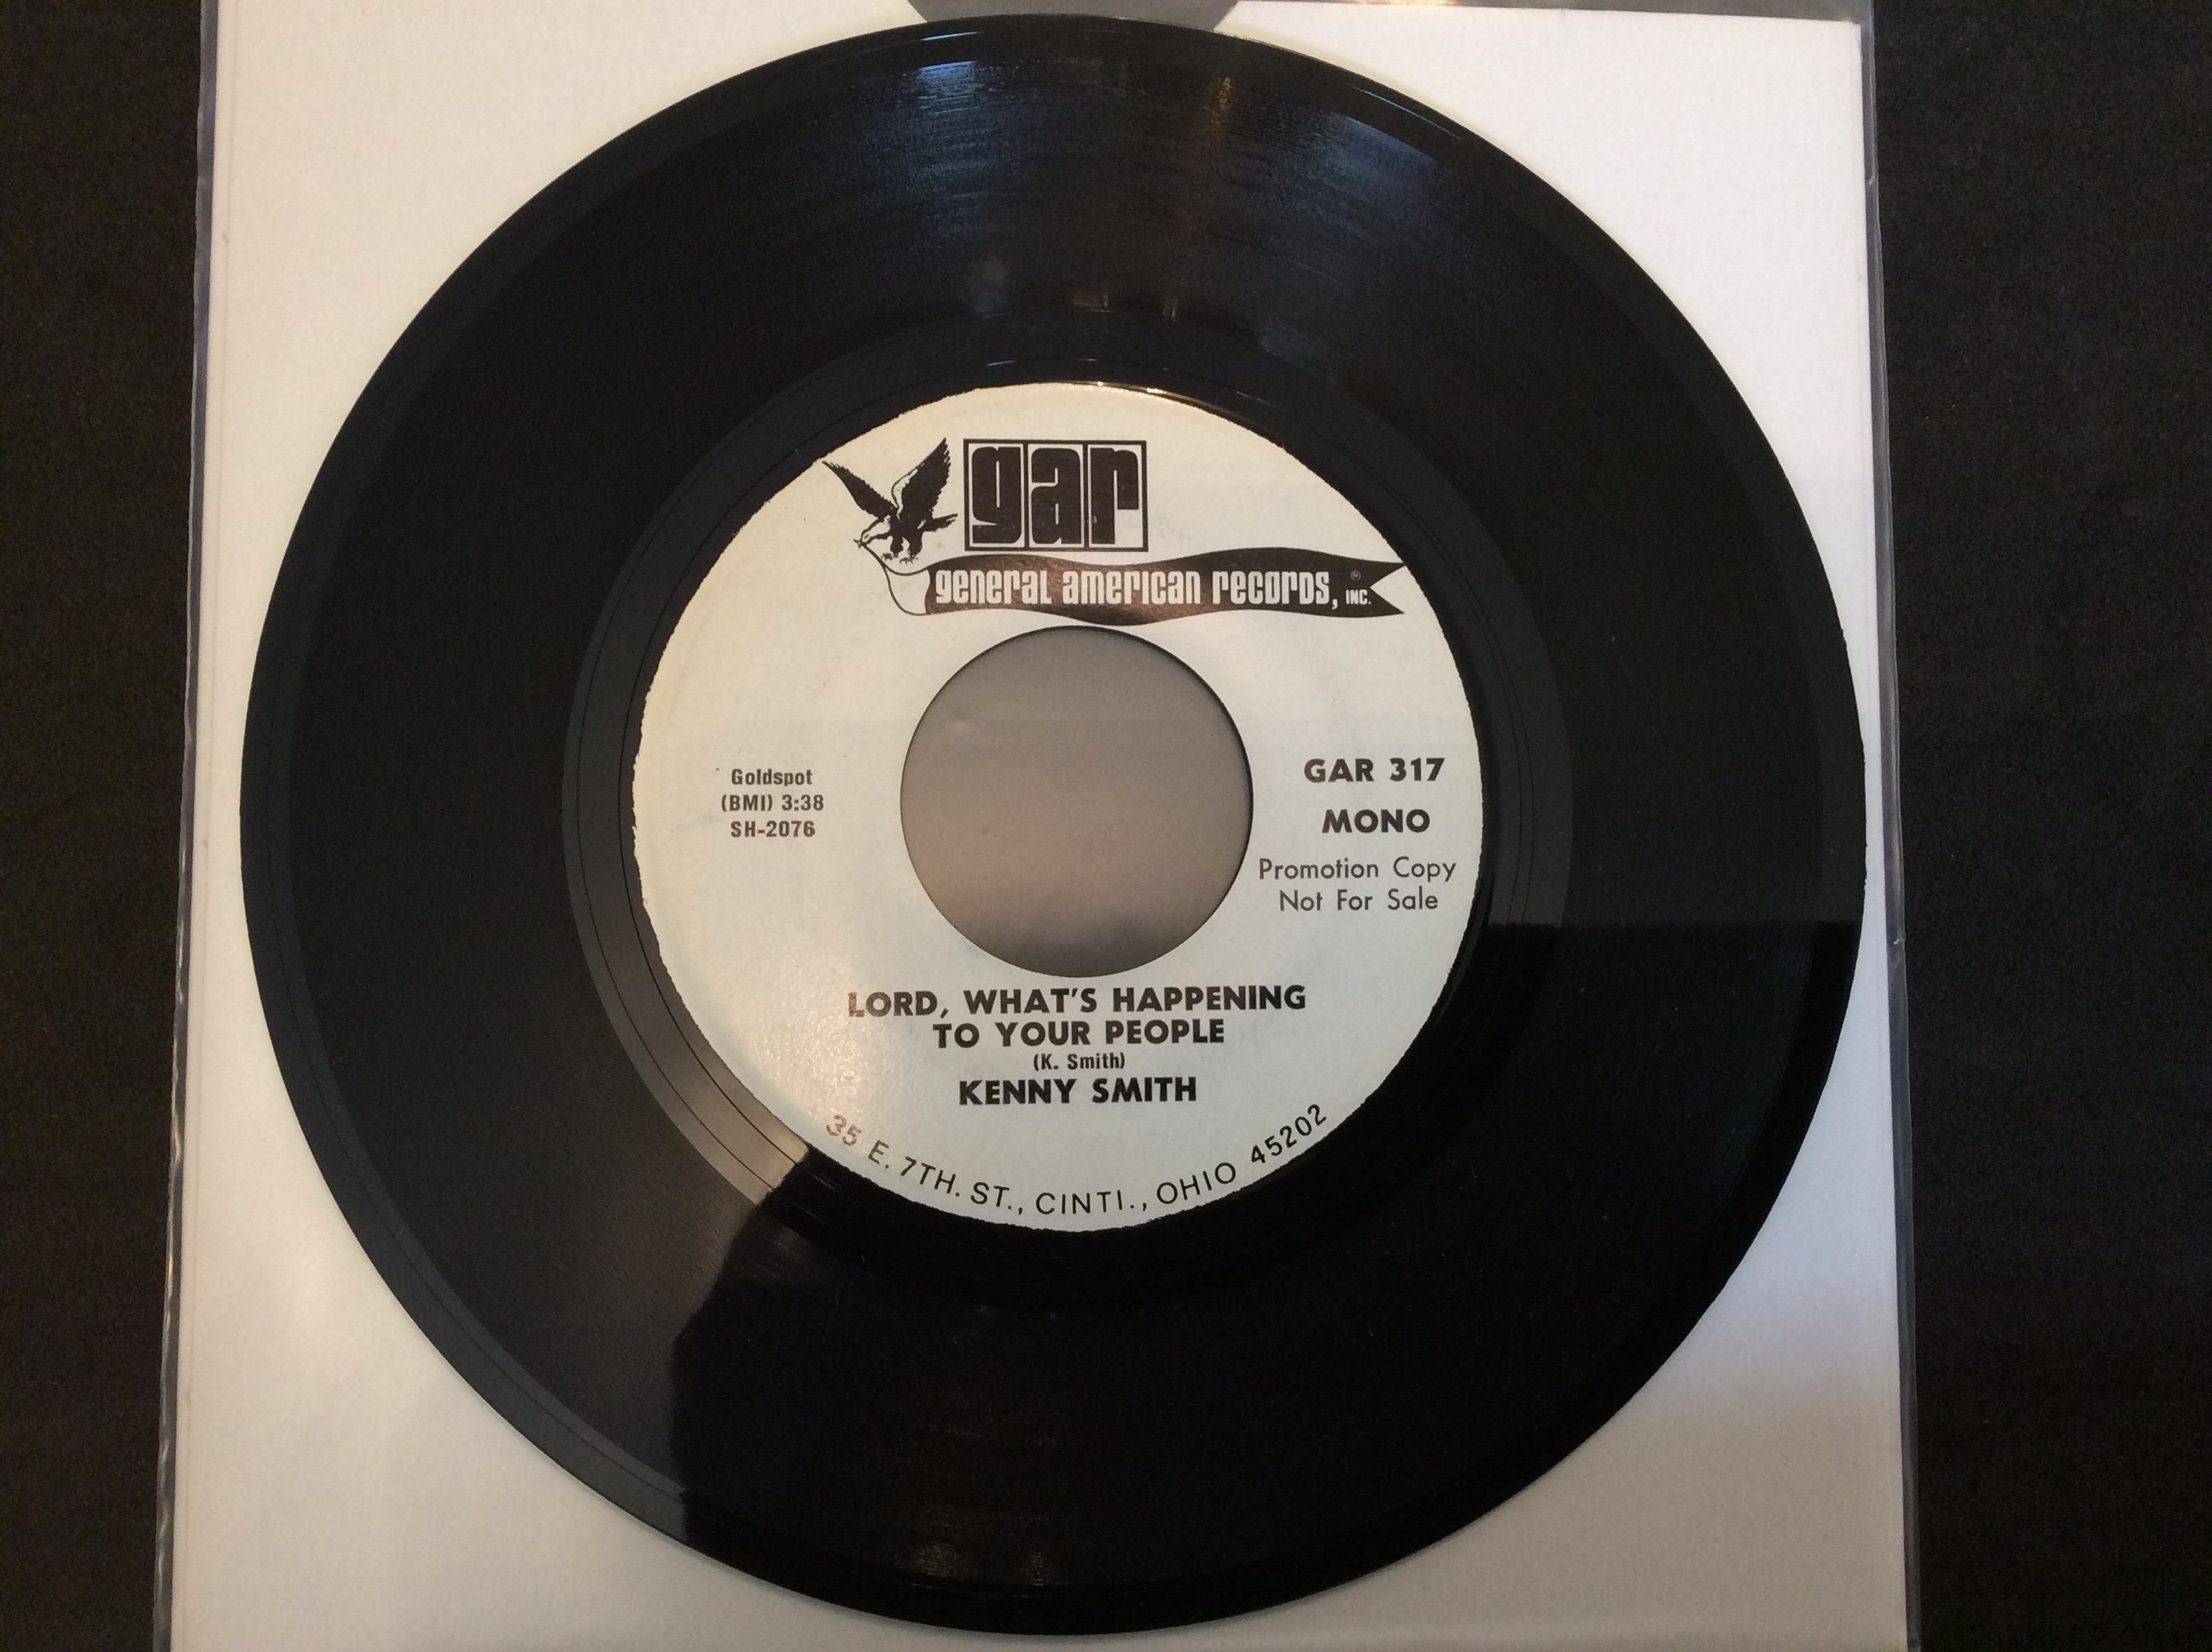 gar
general american records, INC.
Goldspot
(BMI) 3:38
SH-2076
GAR 317
MONO
Promotion Copy
Not For Sale
LORD, WHAT'S HAPPENING
TO YOUR PEOPLE
(K. Smith)
KENNY SMITH
35 E. 7TH. ST., CINTI., OHIO 45202